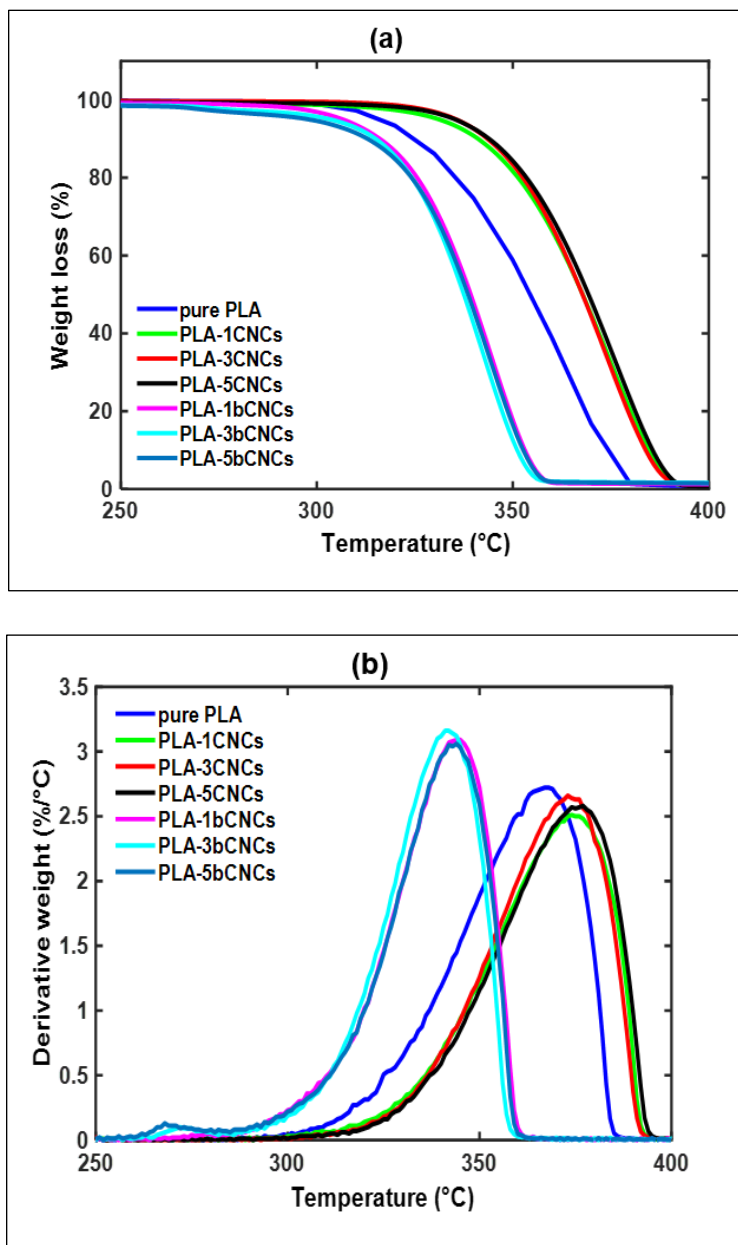 (a)
100
80
60
40
20
0
Weight loss (%)
pure PLA
PLA-1CNCs
PLA-3CNCs
PLA-5CNCs
PLA-1bCNCs
PLA-3bCNCs
PLA-5bCNCs
250 300 350 400
Temperature (°C)
(b)
3.5
3
2.5
2
1.5
1
0.5
0
Derivative weight (%/°C)
pure PLA
PLA-1CNCs
PLA-3CNCs
PLA-5CNCs
PLA-1bCNCs
PLA-3bCNCs
PLA-5bCNCs
250 300 350 400
Temperature (°C)